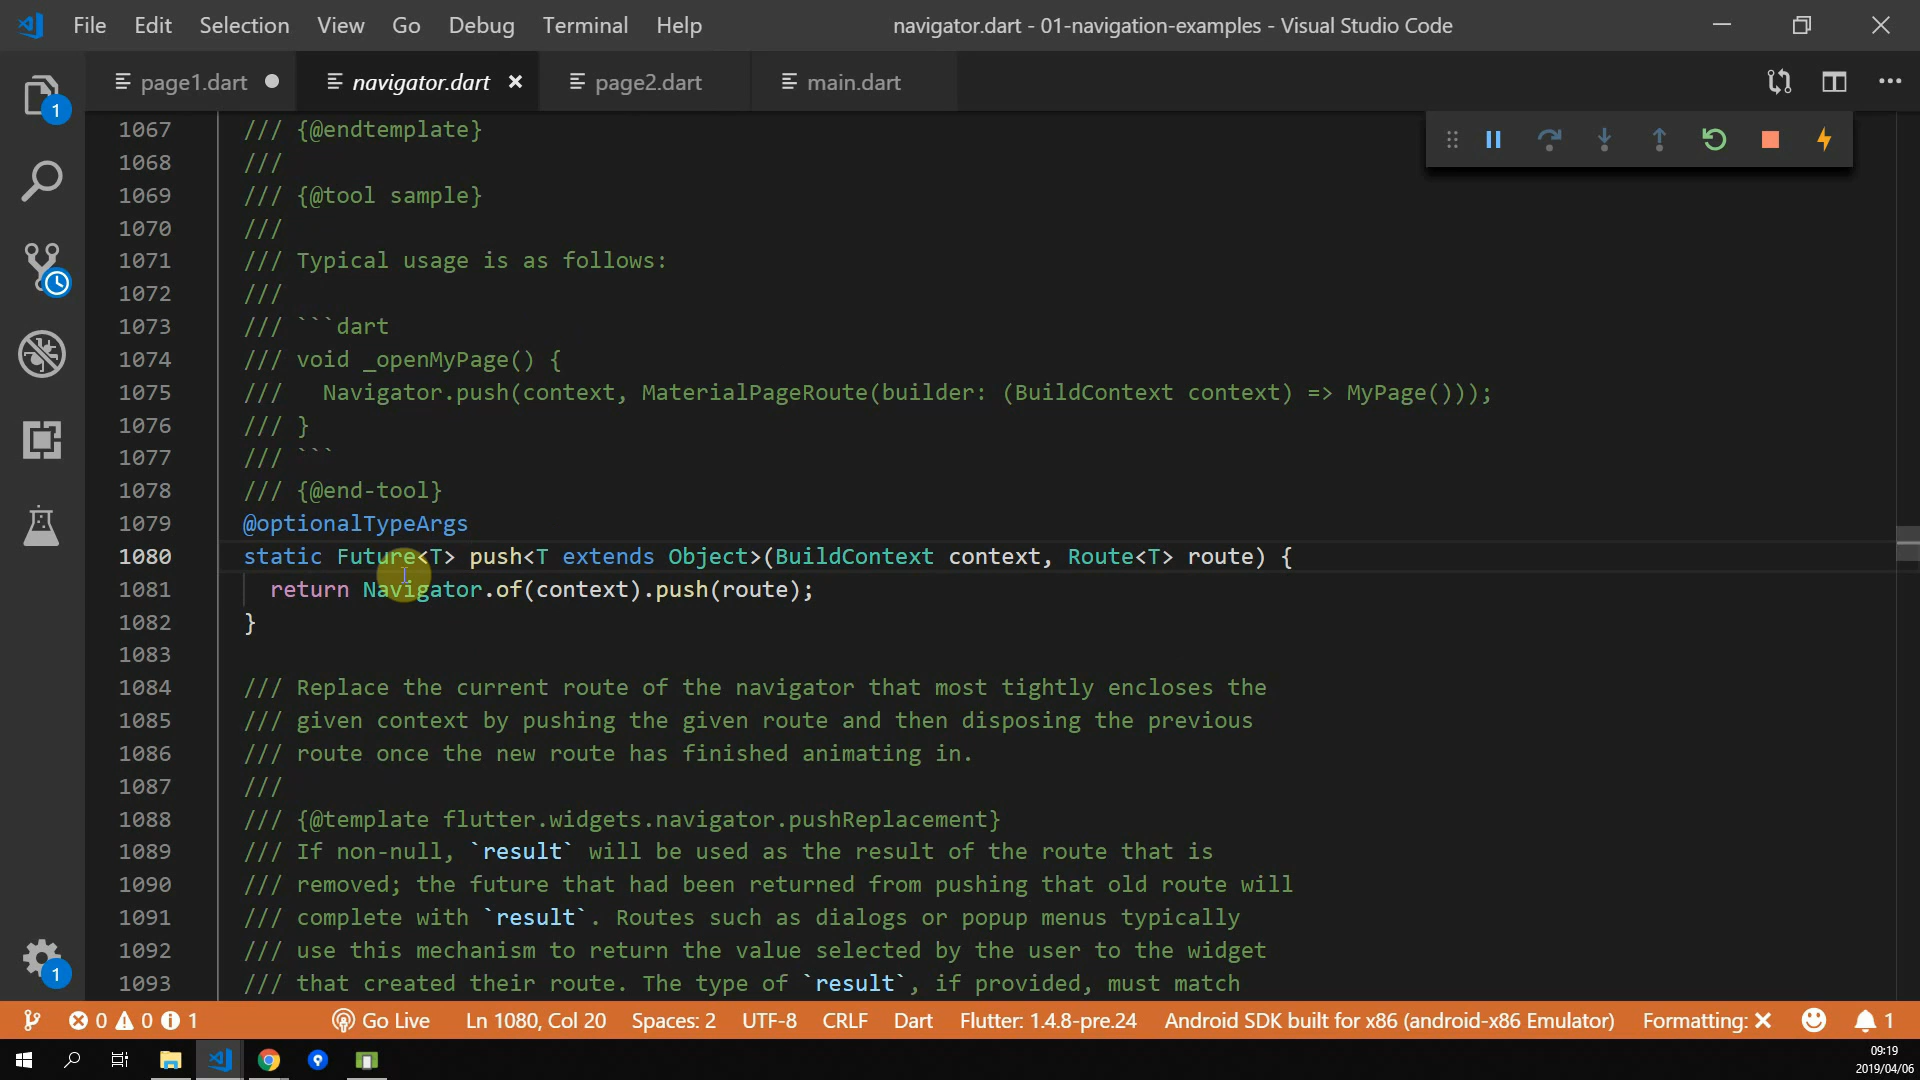 File Edit Selection View Go Debug Terminal Help
navigator.dart - 01-navigation-examples - Visual Studio Code
page1.dart navigator.dart page2.dart main.dart
1
1067 /// {@endtemplate}
1068 ///
1069 /// {@tool sample}
1070 ///
1071 /// Typical usage is as follows:
1072 ///
1073 /// ```dart
1074 /// void _openMyPage() {
1075 ///   Navigator.push(context, MaterialPageRoute(builder: (BuildContext context) => MyPage()));
1076 /// }
1077 /// ```
1078 /// {@end-tool}
1079 @optionalTypeArgs
1080 static Future<T> push<T extends Object>(BuildContext context, Route<T> route) {
1081   return Navigator.of(context).push(route);
1082 }
1083
1084 /// Replace the current route of the navigator that most tightly encloses the
1085 /// given context by pushing the given route and then disposing the previous
1086 /// route once the new route has finished animating in.
1087 ///
1088 /// {@template flutter.widgets.navigator.pushReplacement}
1089 /// If non-null, `result` will be used as the result of the route that is
1090 /// removed; the future that had been returned from pushing that old route will
1091 /// complete with `result`. Routes such as dialogs or popup menus typically
1092 /// use this mechanism to return the value selected by the user to the widget
1093 /// that created their route. The type of `result`, if provided, must match
1
0 0 1 Go Live Ln 1080, Col 20 Spaces: 2 UTF-8 CRLF Dart Flutter: 1.4.8-pre.24 Android SDK built for x86 (android-x86 Emulator) Formatting: ✕ 1
09:19
2019/04/06